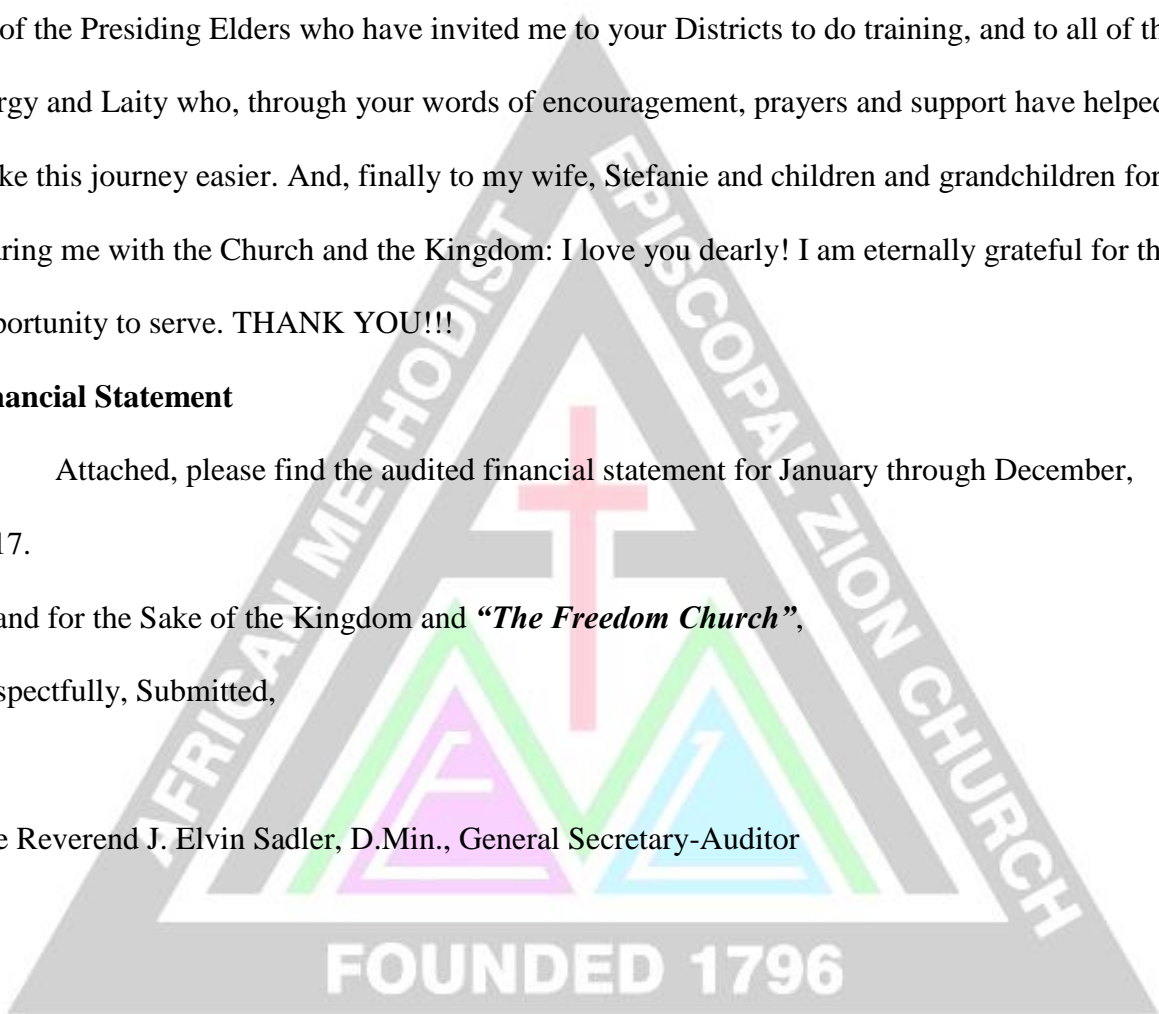 of the Presiding Elders who have invited me to your Districts to do training, and to all of th
rgy and Laity who, through your words of encouragement, prayers and support have helped
ke this journey easier. And, finally to my wife, Stefanie and children and grandchildren for
ring me with the Church and the Kingdom: I love you dearly! I am eternally grateful for th
portunity to serve. THANK YOU!!!
nancial Statement
Attached, please find the audited financial statement for January through December,
17.
and for the Sake of the Kingdom and “The Freedom Church”,
spectfully, Submitted,
e Reverend J. Elvin Sadler, D.Min., General Secretary-Auditor
AFRICAN METHODIST
EPISCOPAL ZION CHURCH
FOUNDED 1796